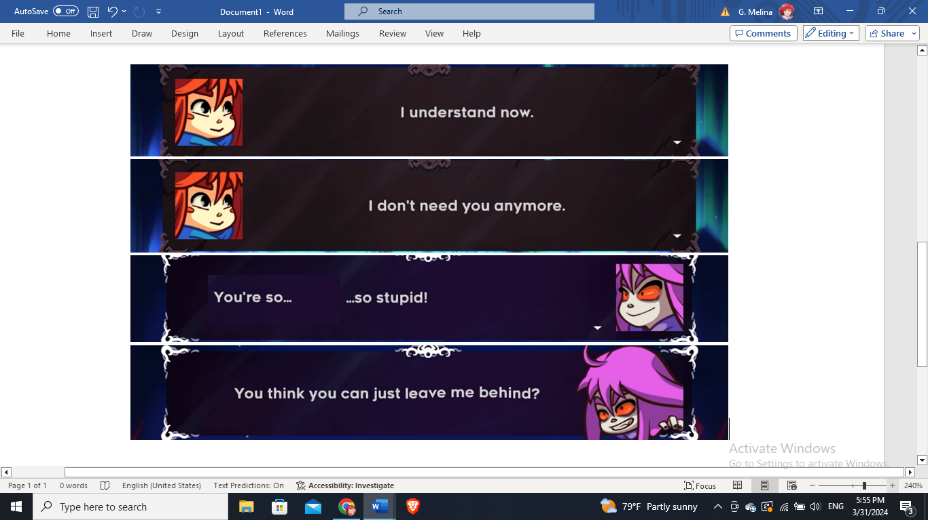 AutoSave Off Document1 - Word Search G. Melina
File Home Insert Draw Design Layout References Mailings Review View Help Comments Editing Share
I understand now.
I don't need you anymore.
You're so... ...so stupid!
You think you can just leave me behind?
Activate Windows
Go to Settings to activate Windows.
Page 1 of 1 0 words English (United States) Text Predictions: On Accessibility: Investigate Focus 240%
Type here to search 79°F Partly sunny ENG 5:55 PM
3/31/2024 3